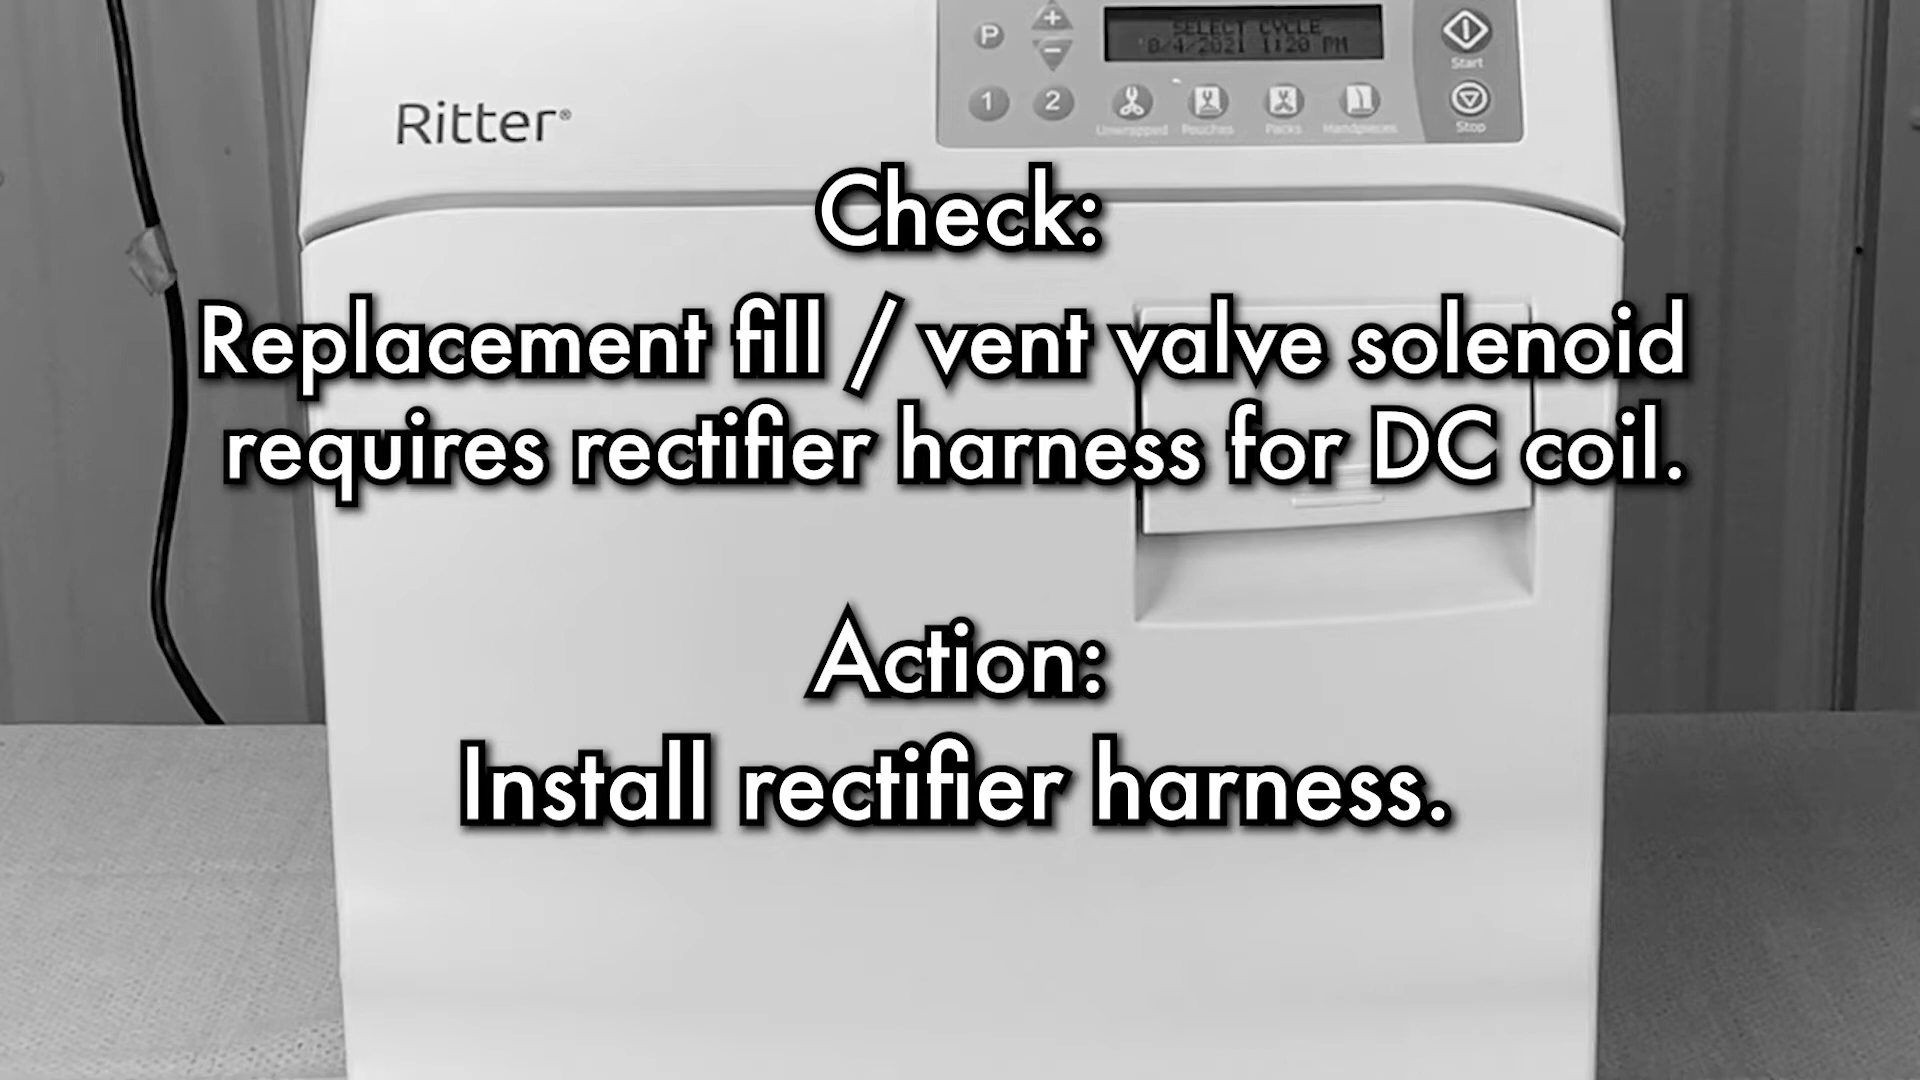 SELECT CYCLE
8/4/2021 1:20 PM
P
+
-
Start
1
2
Unwrapped Pouches Packs Handpieces
Stop
Ritter®
Check:
Replacement fill / vent valve solenoid
requires rectifier harness for DC coil.
Action:
Install rectifier harness.